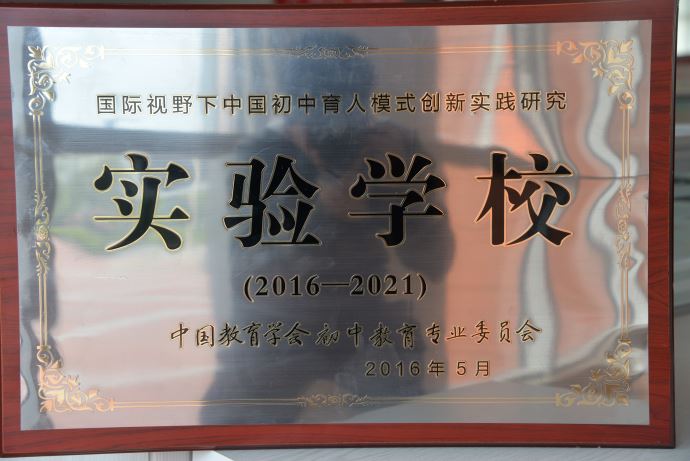 国际视野下中国初中育人模式创新实践研究
实验学校
(2016—2021)
中国教育学会初中教育专业委员会
2016年5月